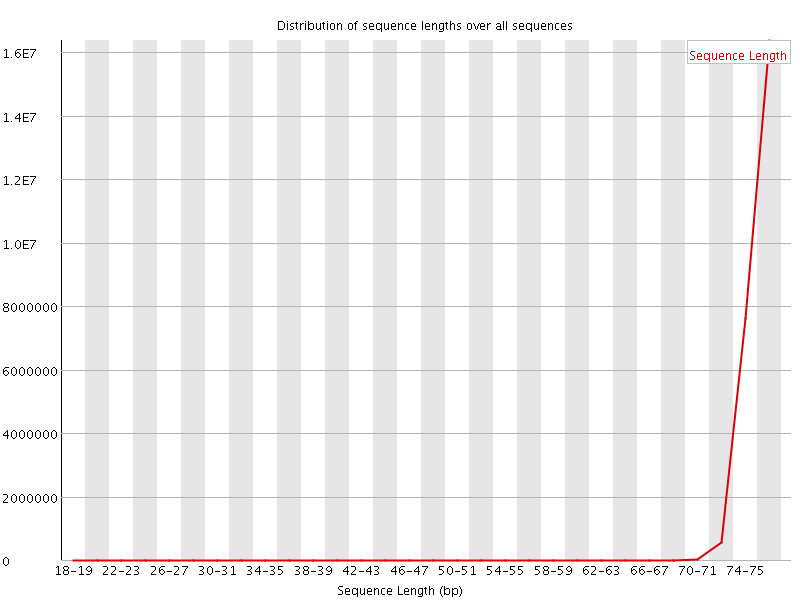 Distribution of sequence lengths over all sequences
1.6E7
Sequence Length
1.4E7
1.2E7
1.0E7
8000000
6000000
4000000
2000000
0
18-19 22-23 26-27 30-31 34-35 38-39 42-43 46-47 50-51 54-55 58-59 62-63 66-67 70-71 74-75
Sequence Length (bp)